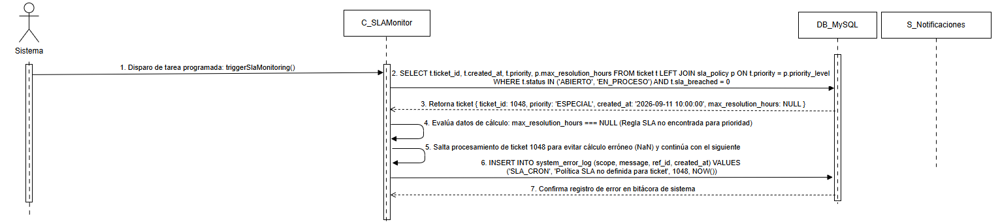 Sistema
C_SLAMonitor
DB_MySQL
S_Notificaciones
1. Disparo de tarea programada: triggerSlaMonitoring()
2. SELECT t.ticket_id, t.created_at, t.priority, p.max_resolution_hours FROM ticket t LEFT JOIN sla_policy p ON t.priority = p.priority_level
WHERE t.status IN ('ABIERTO', 'EN_PROCESO') AND t.sla_breached = 0
3. Retorna ticket { ticket_id: 1048, priority: 'ESPECIAL', created_at: '2026-09-11 10:00:00', max_resolution_hours: NULL }
4. Evalúa datos de cálculo: max_resolution_hours === NULL (Regla SLA no encontrada para prioridad)
5. Salta procesamiento de ticket 1048 para evitar cálculo erróneo (NaN) y continúa con el siguiente
6. INSERT INTO system_error_log (scope, message, ref_id, created_at) VALUES
('SLA_CRON', 'Política SLA no definida para ticket', 1048, NOW())
7. Confirma registro de error en bitácora de sistema